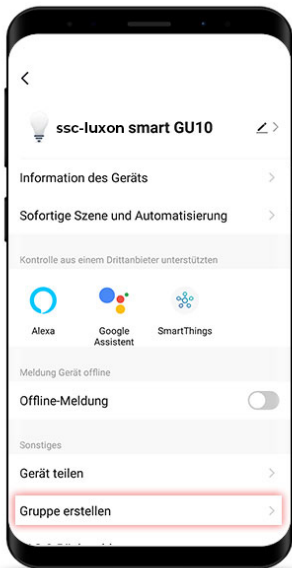 ssc-luxon smart GU10
Information des Geräts
Sofortige Szene und Automatisierung
Kontrolle aus einem Drittanbieter unterstützten
Alexa
Google
Assistent
SmartThings
Meldung Gerät offline
Offline-Meldung
Sonstiges
Gerät teilen
Gruppe erstellen